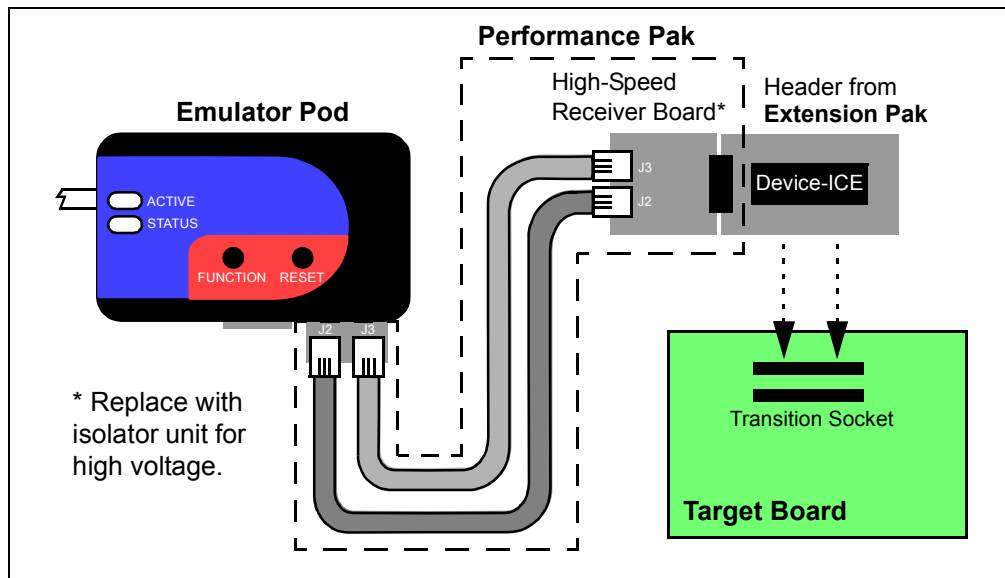 Performance Pak
High-Speed
Receiver Board*
Header from
Extension Pak
Emulator Pod
J3
J2
Device-ICE
ACTIVE
STATUS
FUNCTION
RESET
J2
J3
* Replace with
isolator unit for
high voltage.
Transition Socket
Target Board